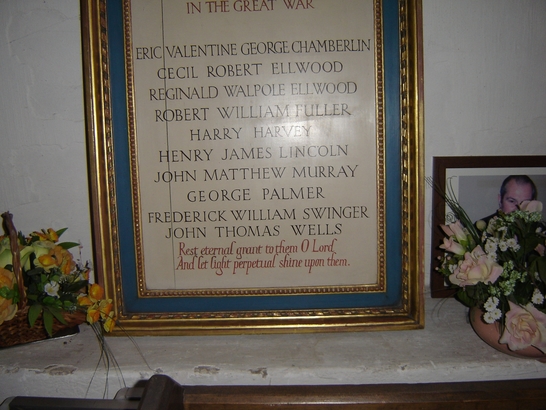 IN THE GREAT WAR
ERIC VALENTINE GEORGE CHAMBERLIN
CECIL ROBERT ELLWOOD
REGINALD WALPOLE ELLWOOD
ROBERT WILLIAM FULLER
HARRY HARVEY
HENRY JAMES LINCOLN
JOHN MATTHEW MURRAY
GEORGE PALMER
FREDERICK WILLIAM SWINGER
JOHN THOMAS WELLS
Rest eternal grant to them O Lord,
And let light perpetual shine upon them.